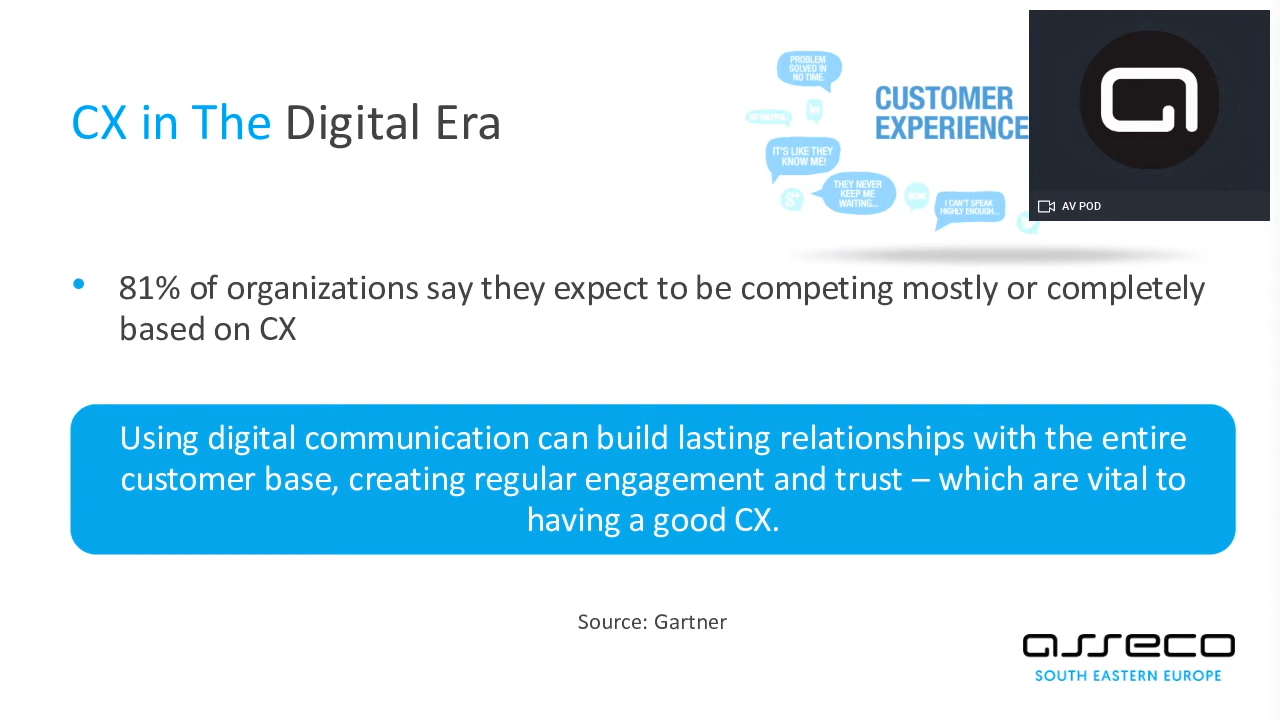 CX in The Digital Era
PROBLEM
SOLVED IN
NO TIME.
CUSTOMER
EXPERIENCE
IT'S LIKE THEY
KNOW ME!
THEY NEVER
KEEP ME
WAITING...
I CAN'T SPEAK
HIGHLY ENOUGH...
AV POD
• 81% of organizations say they expect to be competing mostly or completely
based on CX
Using digital communication can build lasting relationships with the entire
customer base, creating regular engagement and trust – which are vital to
having a good CX.
Source: Gartner
asseco
SOUTH EASTERN EUROPE